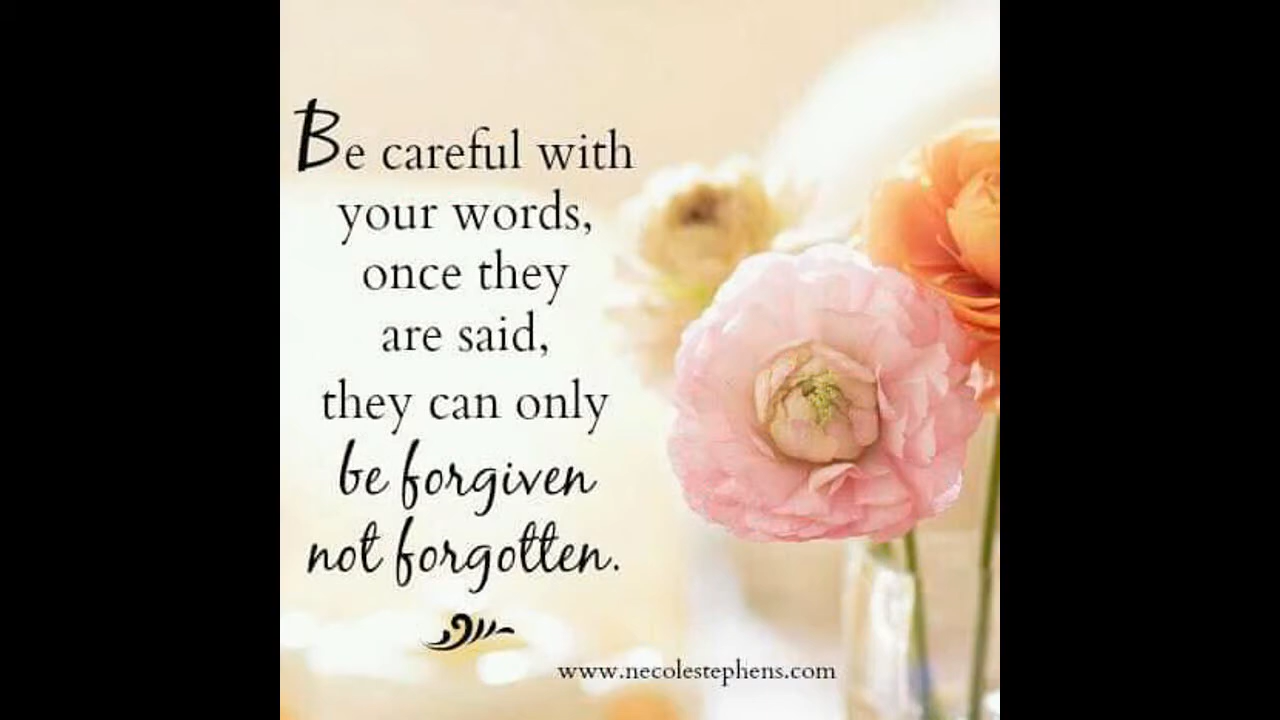 Be careful with
your words,
once they
are said,
they can only
be forgiven
not forgotten.
www.necolestephens.com